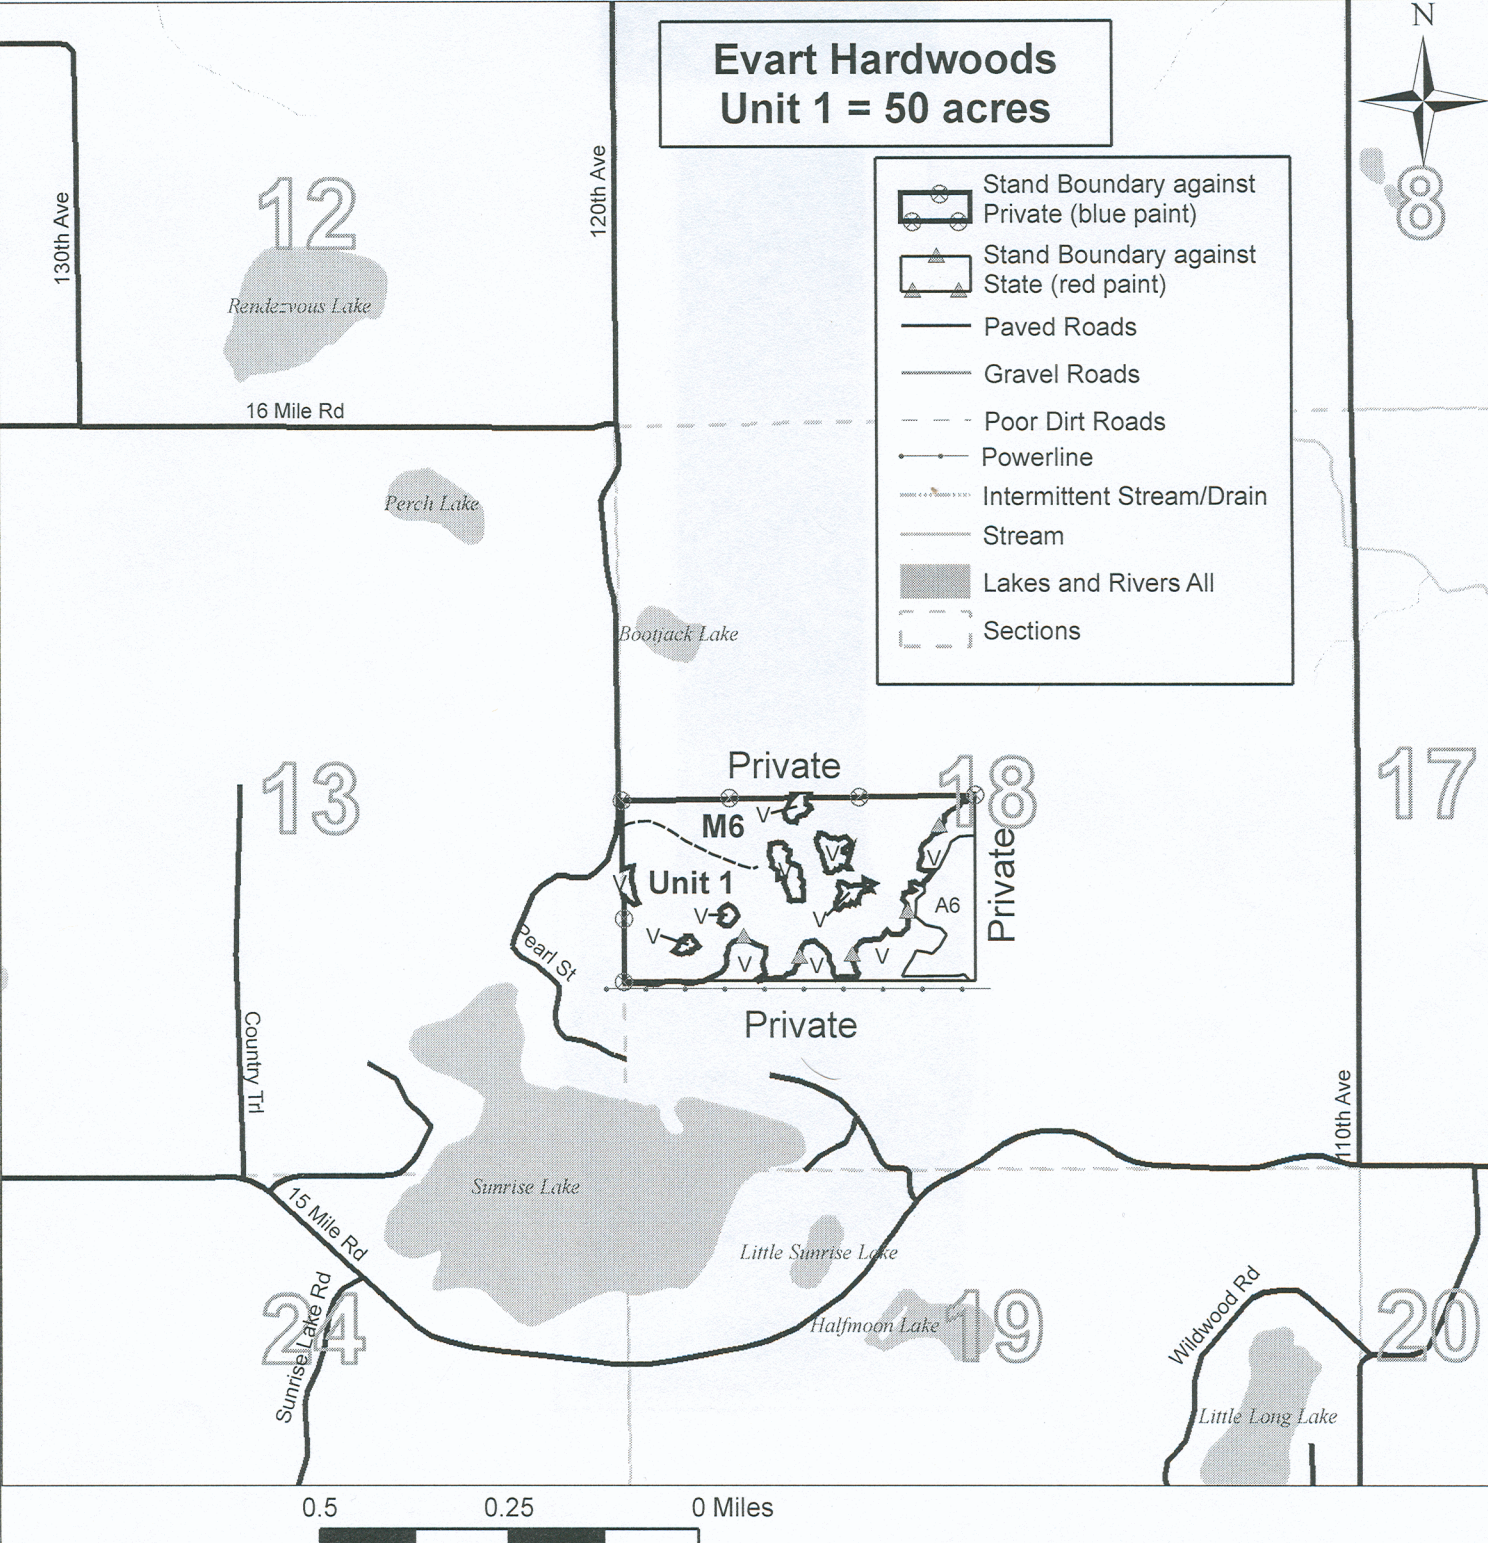 N
Evart Hardwoods
Unit 1 = 50 acres
Stand Boundary against
Private (blue paint)
Stand Boundary against
State (red paint)
Paved Roads
Gravel Roads
Poor Dirt Roads
Powerline
Intermittent Stream/Drain
Stream
Lakes and Rivers All
Sections
12
8
130th Ave
120th Ave
Rendezvous Lake
16 Mile Rd
Perch Lake
Bootjack Lake
13
Private
18
17
V
M6
V
V
V
Unit 1
V
V
V
V
A6
Private
V
V
V
V
Pearl St
Private
Country Trl
110th Ave
Sunrise Lake
15 Mile Rd
Little Sunrise Lake
Sunrise Lake Rd
24
Halfmoon Lake
19
Wildwood Rd
20
Little Long Lake
0.5
0.25
0 Miles